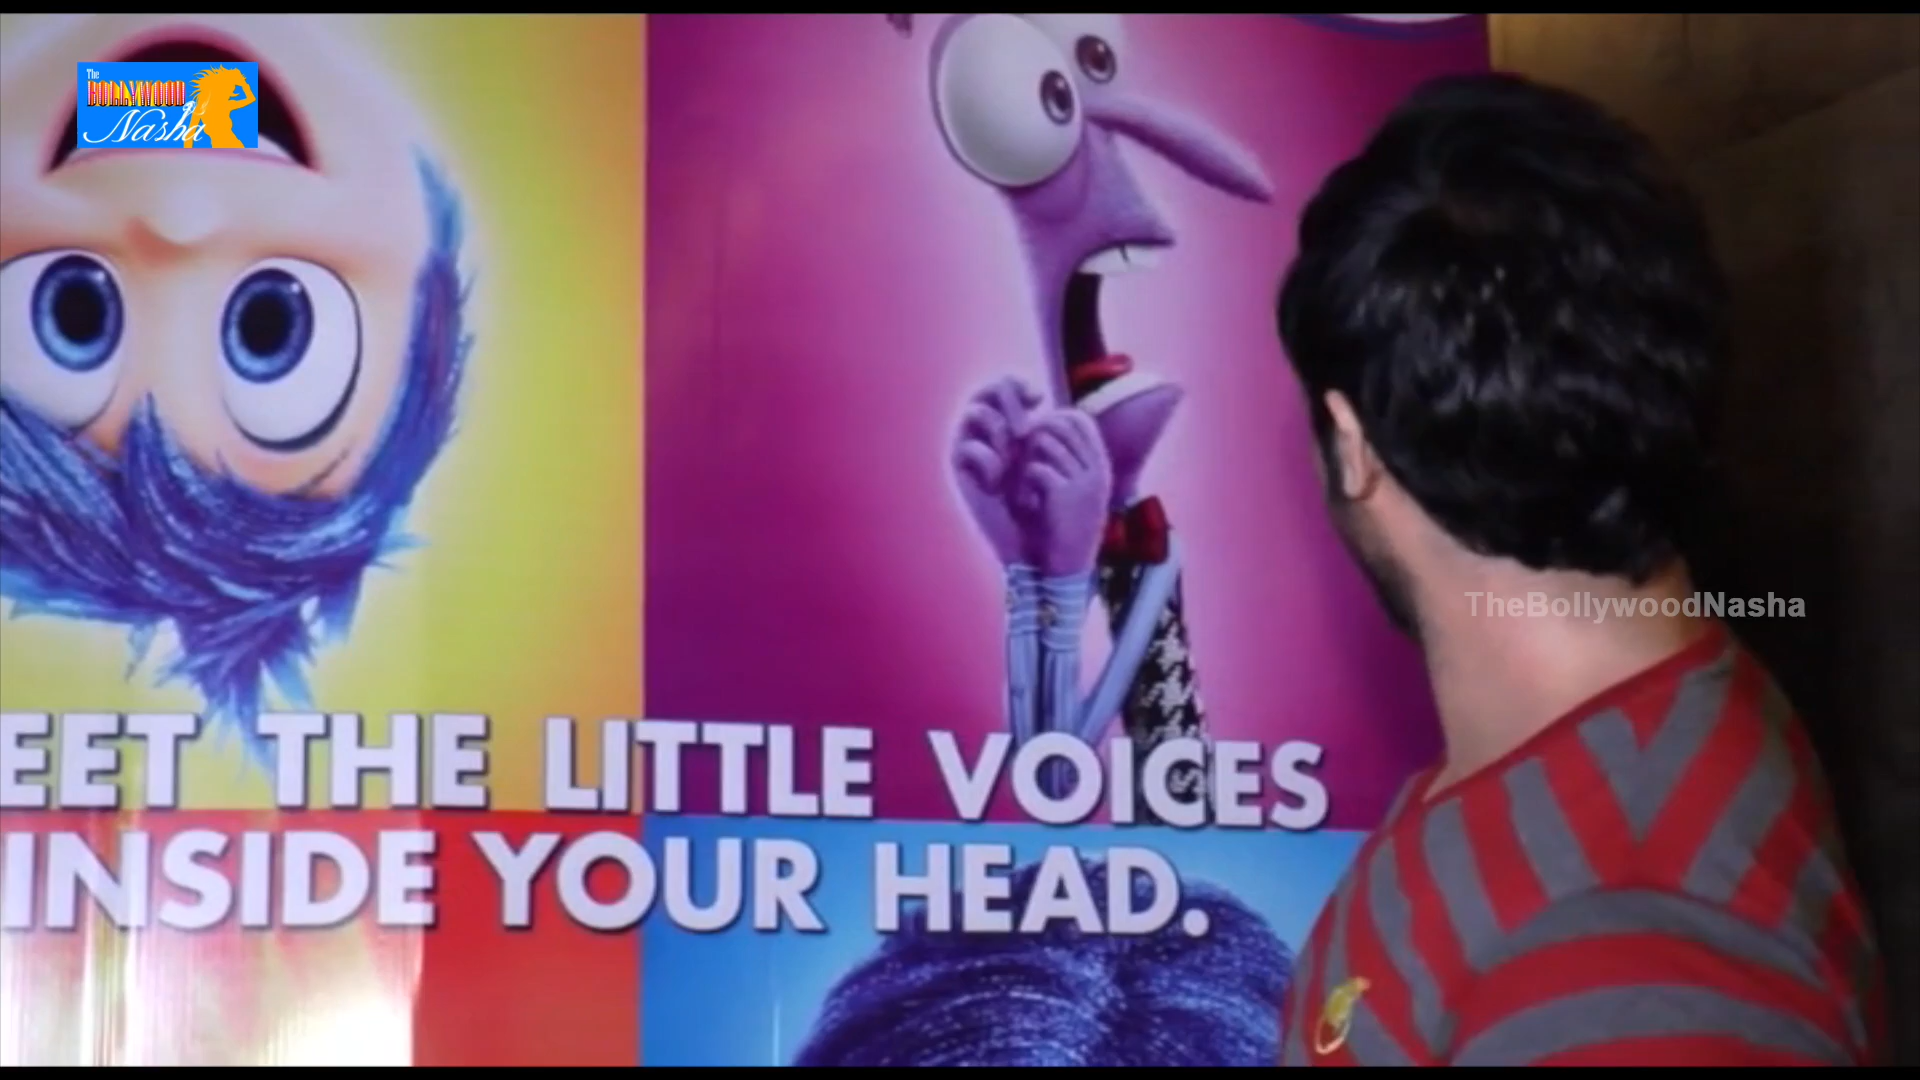 The
BOLLYWOOD
Nasha
TheBollywoodNasha
EET THE LITTLE VOICES
INSIDE YOUR HEAD.